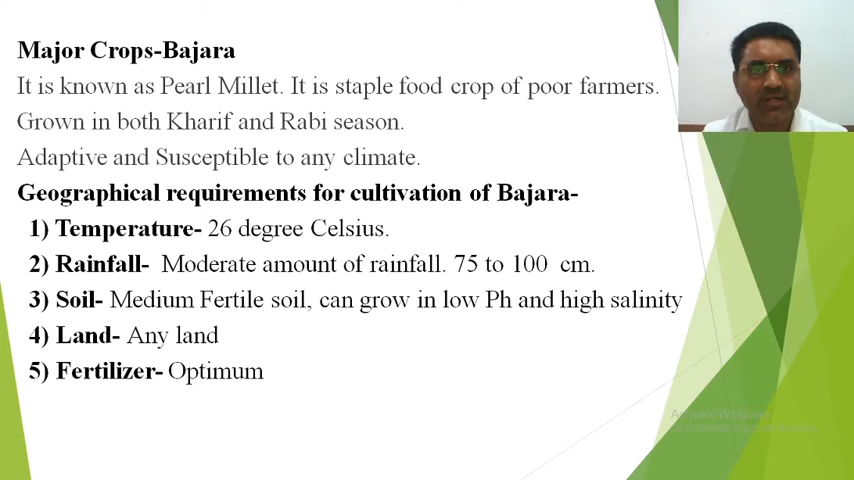 Major Crops-Bajara
It is known as Pearl Millet. It is staple food crop of poor farmers.
Grown in both Kharif and Rabi season.
Adaptive and Susceptible to any climate.
Geographical requirements for cultivation of Bajara-
1) Temperature- 26 degree Celsius.
2) Rainfall- Moderate amount of rainfall. 75 to 100 cm.
3) Soil- Medium Fertile soil, can grow in low Ph and high salinity
4) Land- Any land
5) Fertilizer- Optimum
Activate Windows